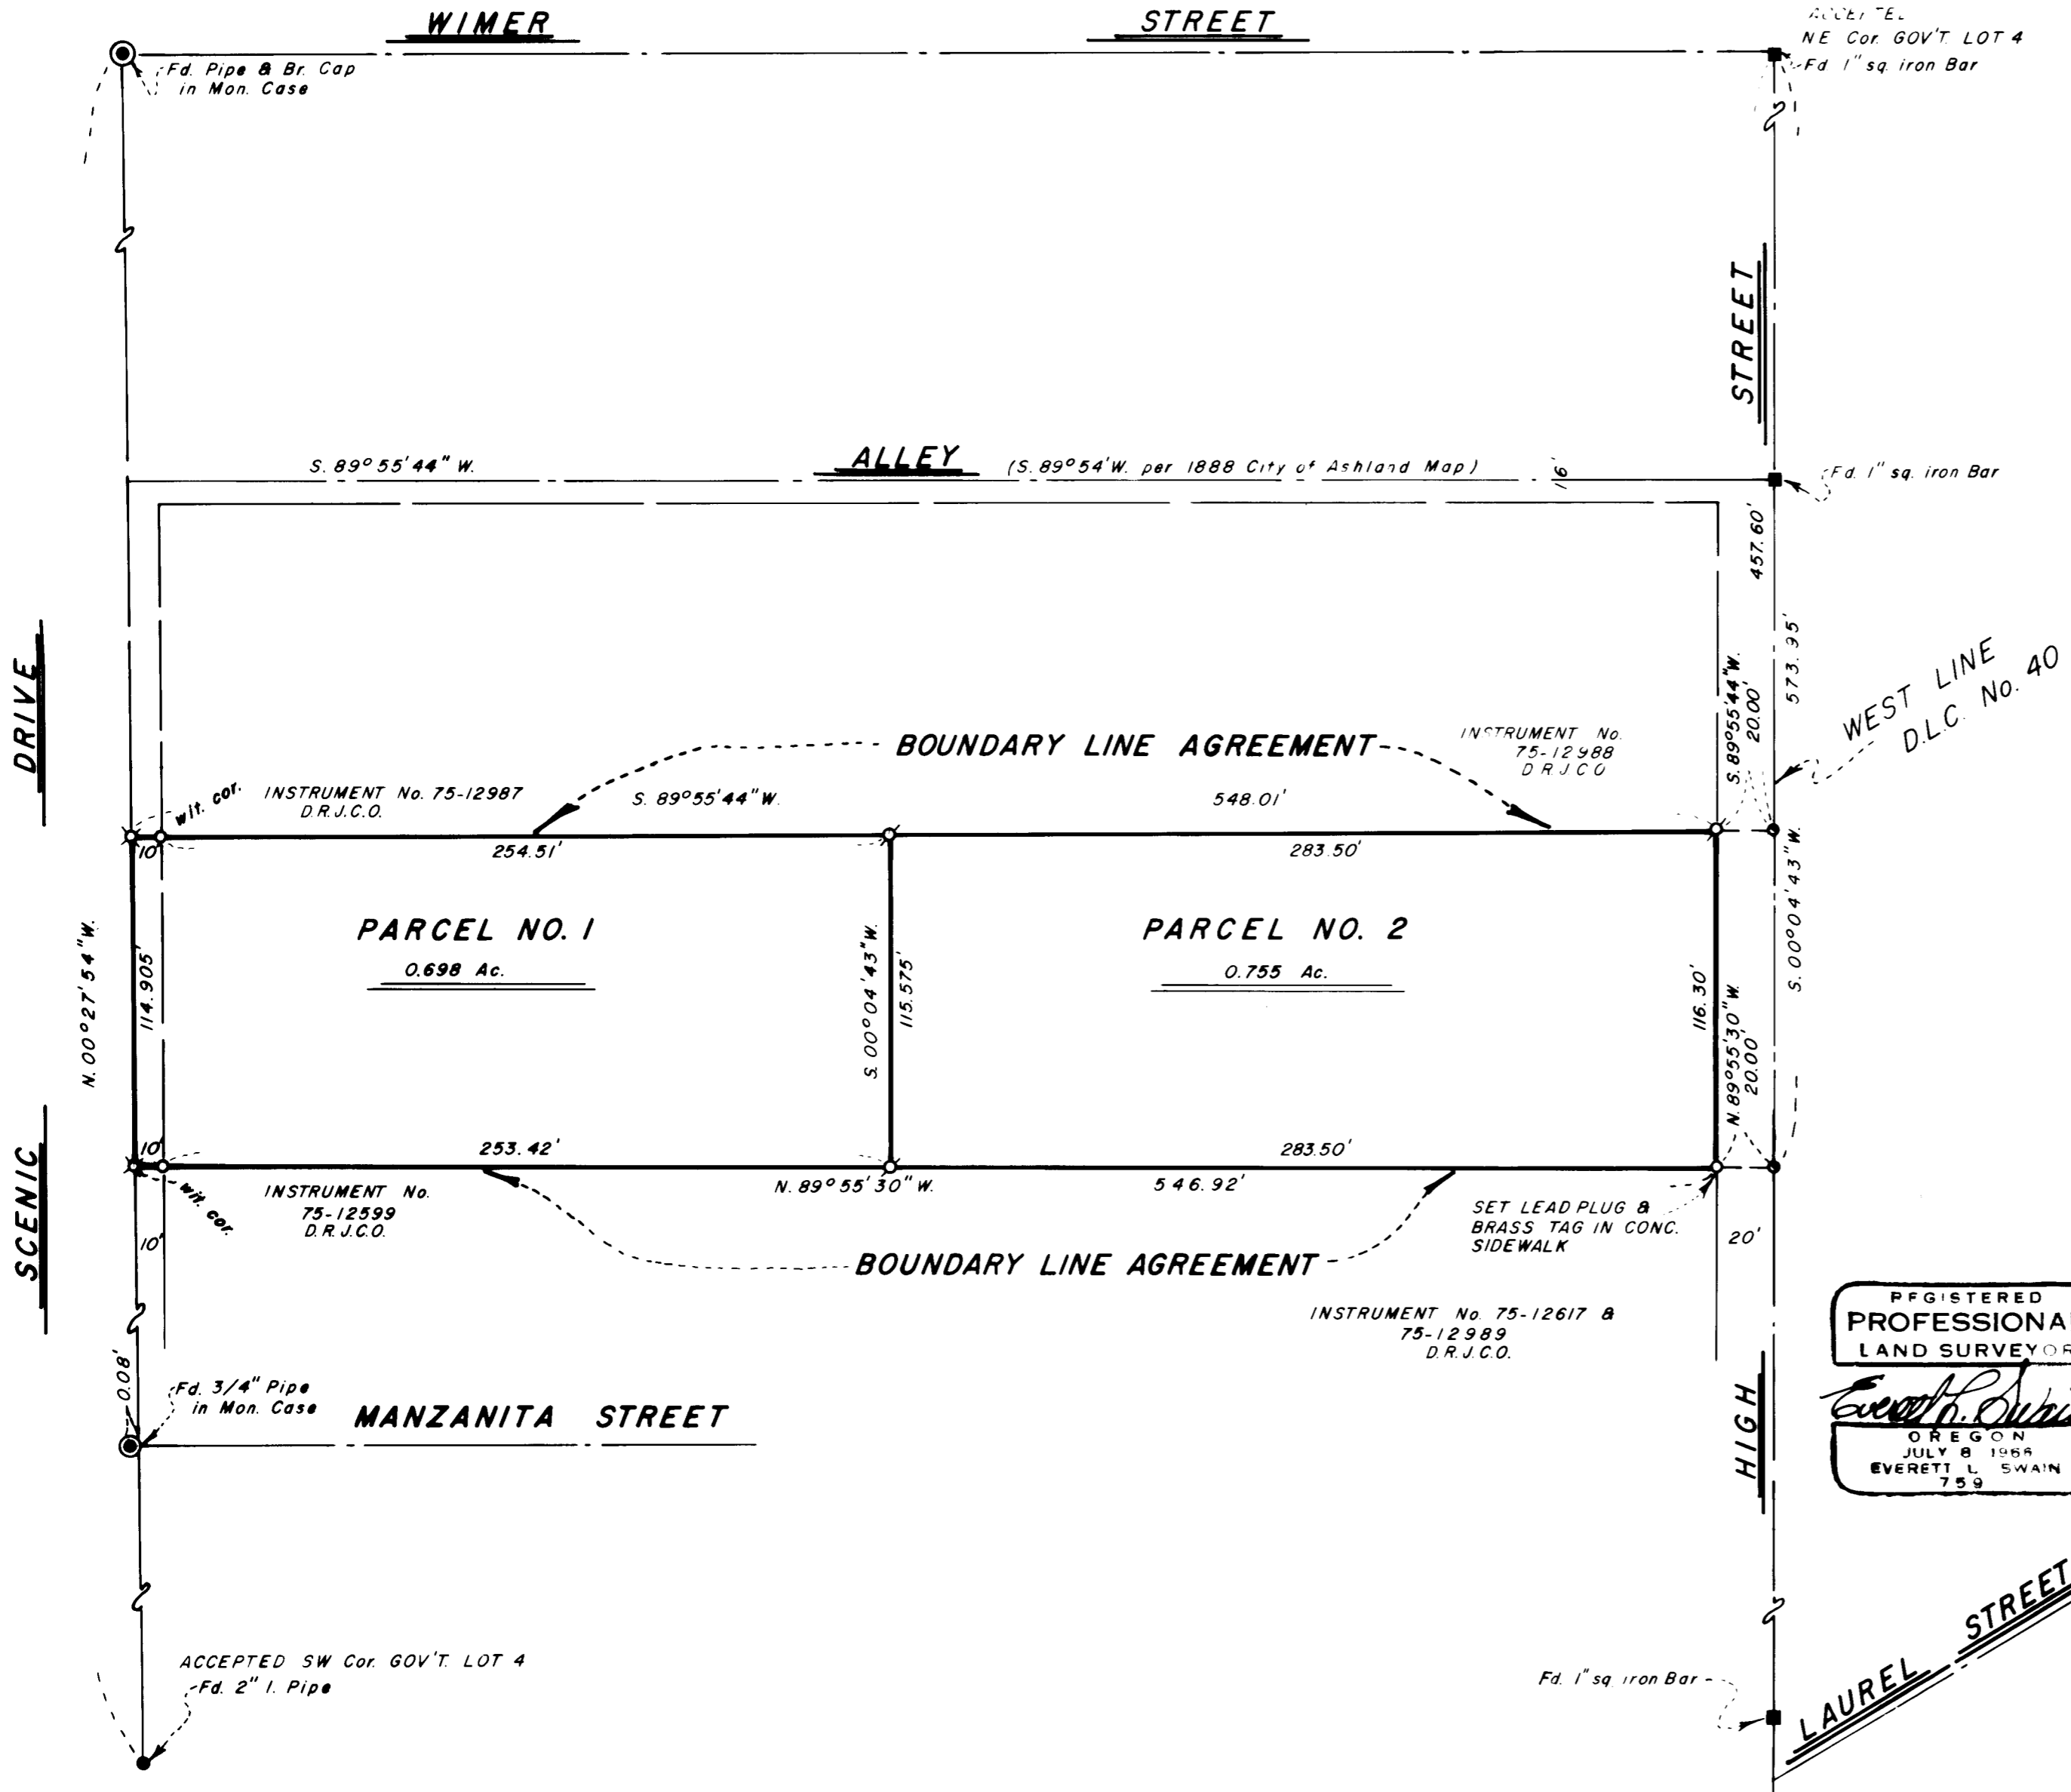 WIMER STREET
NE Cor. GOV'T. LOT 4
Fd. 1" sq. iron Bar
Fd. Pipe & Br. Cap
in Mon. Case
STREET
S. 89° 55' 44" W.
ALLEY
(S. 89° 54' W. per 1888 City of Ashland Map)
16'
Fd. 1" sq. iron Bar
457.60'
573.95'
S. 89° 55' 44" W.
20.00'
WEST LINE
D.L.C. No. 40
DRIVE
BOUNDARY LINE AGREEMENT
INSTRUMENT No.
75-12988
D R J.C O
wit. cor.
INSTRUMENT No. 75-12987
D.R.J.C.O.
S. 89° 55' 44" W.
548.01'
10'
254.51'
283.50'
N. 00° 27' 54" W.
114.905'
PARCEL NO. 1
0.698 Ac.
S. 00° 04' 43" W.
115.575'
PARCEL NO. 2
0.755 Ac.
116.30'
N. 89° 55' 30" W.
20.00'
S. 00° 04' 43" W.
SCENIC
10'
253.42'
283.50'
wit. cor.
INSTRUMENT No.
75-12599
D.R.J.C.O.
N. 89° 55' 30" W.
546.92'
SET LEAD PLUG &
BRASS TAG IN CONC.
SIDEWALK
10'
20'
BOUNDARY LINE AGREEMENT
INSTRUMENT No. 75-12617 &
75-12989
D.R.J.C.O.
0.08'
Fd. 3/4" Pipe
in Mon. Case
MANZANITA STREET
HIGH
REGISTERED
PROFESSIONAL
LAND SURVEYOR
Everett L. Swain
OREGON
JULY 8 1966
EVERETT L SWAIN
759
ACCEPTED SW Cor. GOV'T. LOT 4
Fd. 2" I. Pipe
Fd. 1" sq. iron Bar
LAUREL STREET